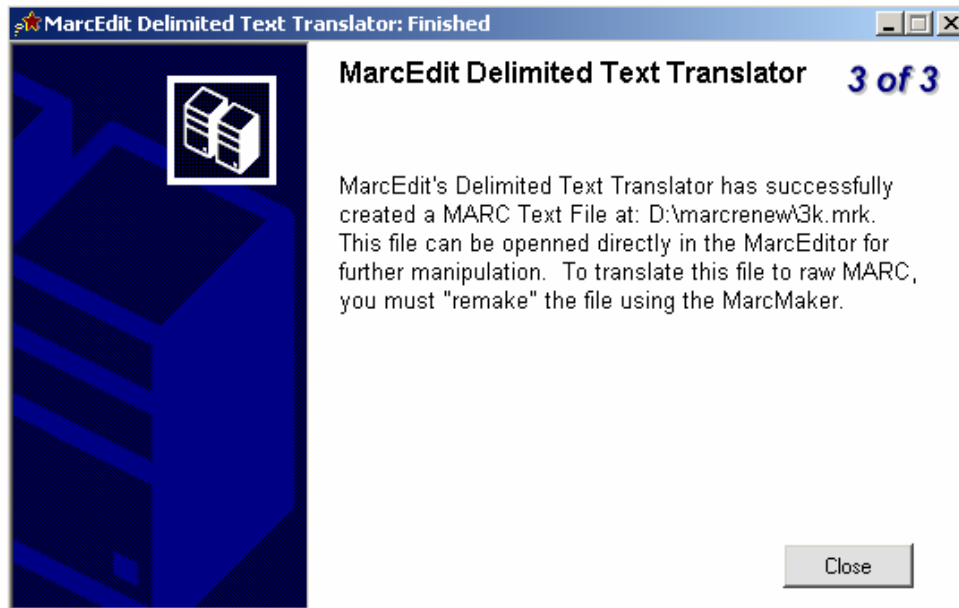 MarcEdit Delimited Text Translator: Finished
MarcEdit Delimited Text Translator
3 of 3
MarcEdit's Delimited Text Translator has successfully
created a MARC Text File at: D:\marcrenew\3k.mrk.
This file can be openned directly in the MarcEditor for
further manipulation.  To translate this file to raw MARC,
you must "remake" the file using the MarcMaker.
Close